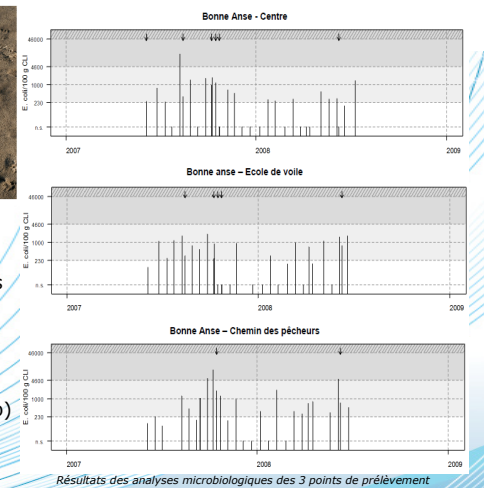 Bonne Anse - Centre
E. coli/100 g CLI
46000
4600
1000
230
n.s
2007
2008
2009
Bonne anse – Ecole de voile
E. coli/100 g CLI
46000
4600
1000
230
n.s
2007
2008
2009
s
Bonne Anse – Chemin des pêcheurs
E. coli/100 g CLI
46000
4600
1000
230
n.s
2007
2008
2009
o)
Résultats des analyses microbiologiques des 3 points de prélèvement